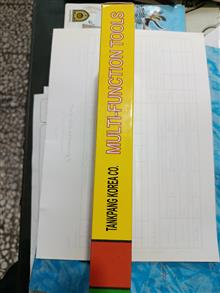 MULTI-FUNCTION TOOLS
TANKPANG KOREA CO.